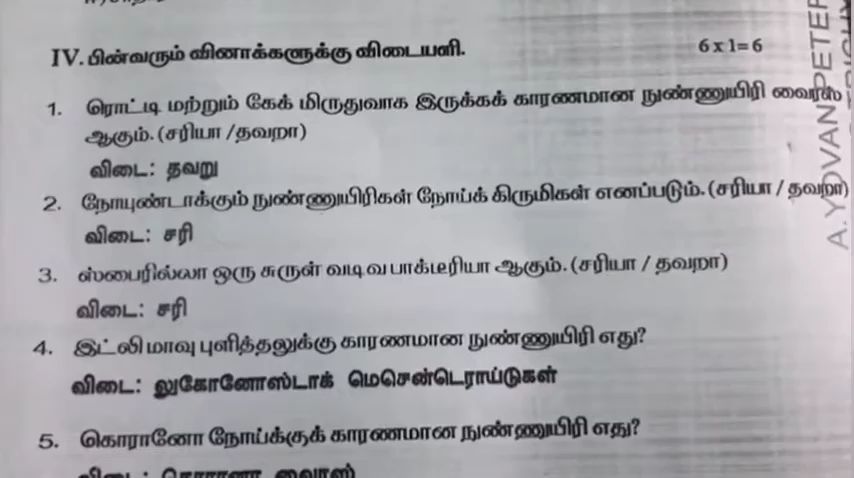 IV. பின்வரும் வினாக்களுக்கு விடையளி. 6 x 1= 6
1. ரொட்டி மற்றும் கேக் மிருதுவாக இருக்கக் காரணமான நுண்ணுயிரி வைரஸ்
ஆகும். (சரியா /தவறா)
விடை: தவறு
2. நோயுண்டாக்கும் நுண்ணுயிரிகள் நோய்க் கிருமிகள் எனப்படும். (சரியா / தவறா)
விடை: சரி
3. ஸ்பைரில்லா ஒரு சுருள் வடிவ பாக்டீரியா ஆகும். (சரியா / தவறா)
விடை: சரி
4. இட்லி மாவு புளித்தலுக்கு காரணமான நுண்ணுயிரி எது?
விடை: லுகோனோஸ்டாக் மெசென்டெராய்டுகள்
5. கொரானோ நோய்க்குக் காரணமான நுண்ணுயிரி எது?
விடை: கொரானா வைரஸ்
PETER